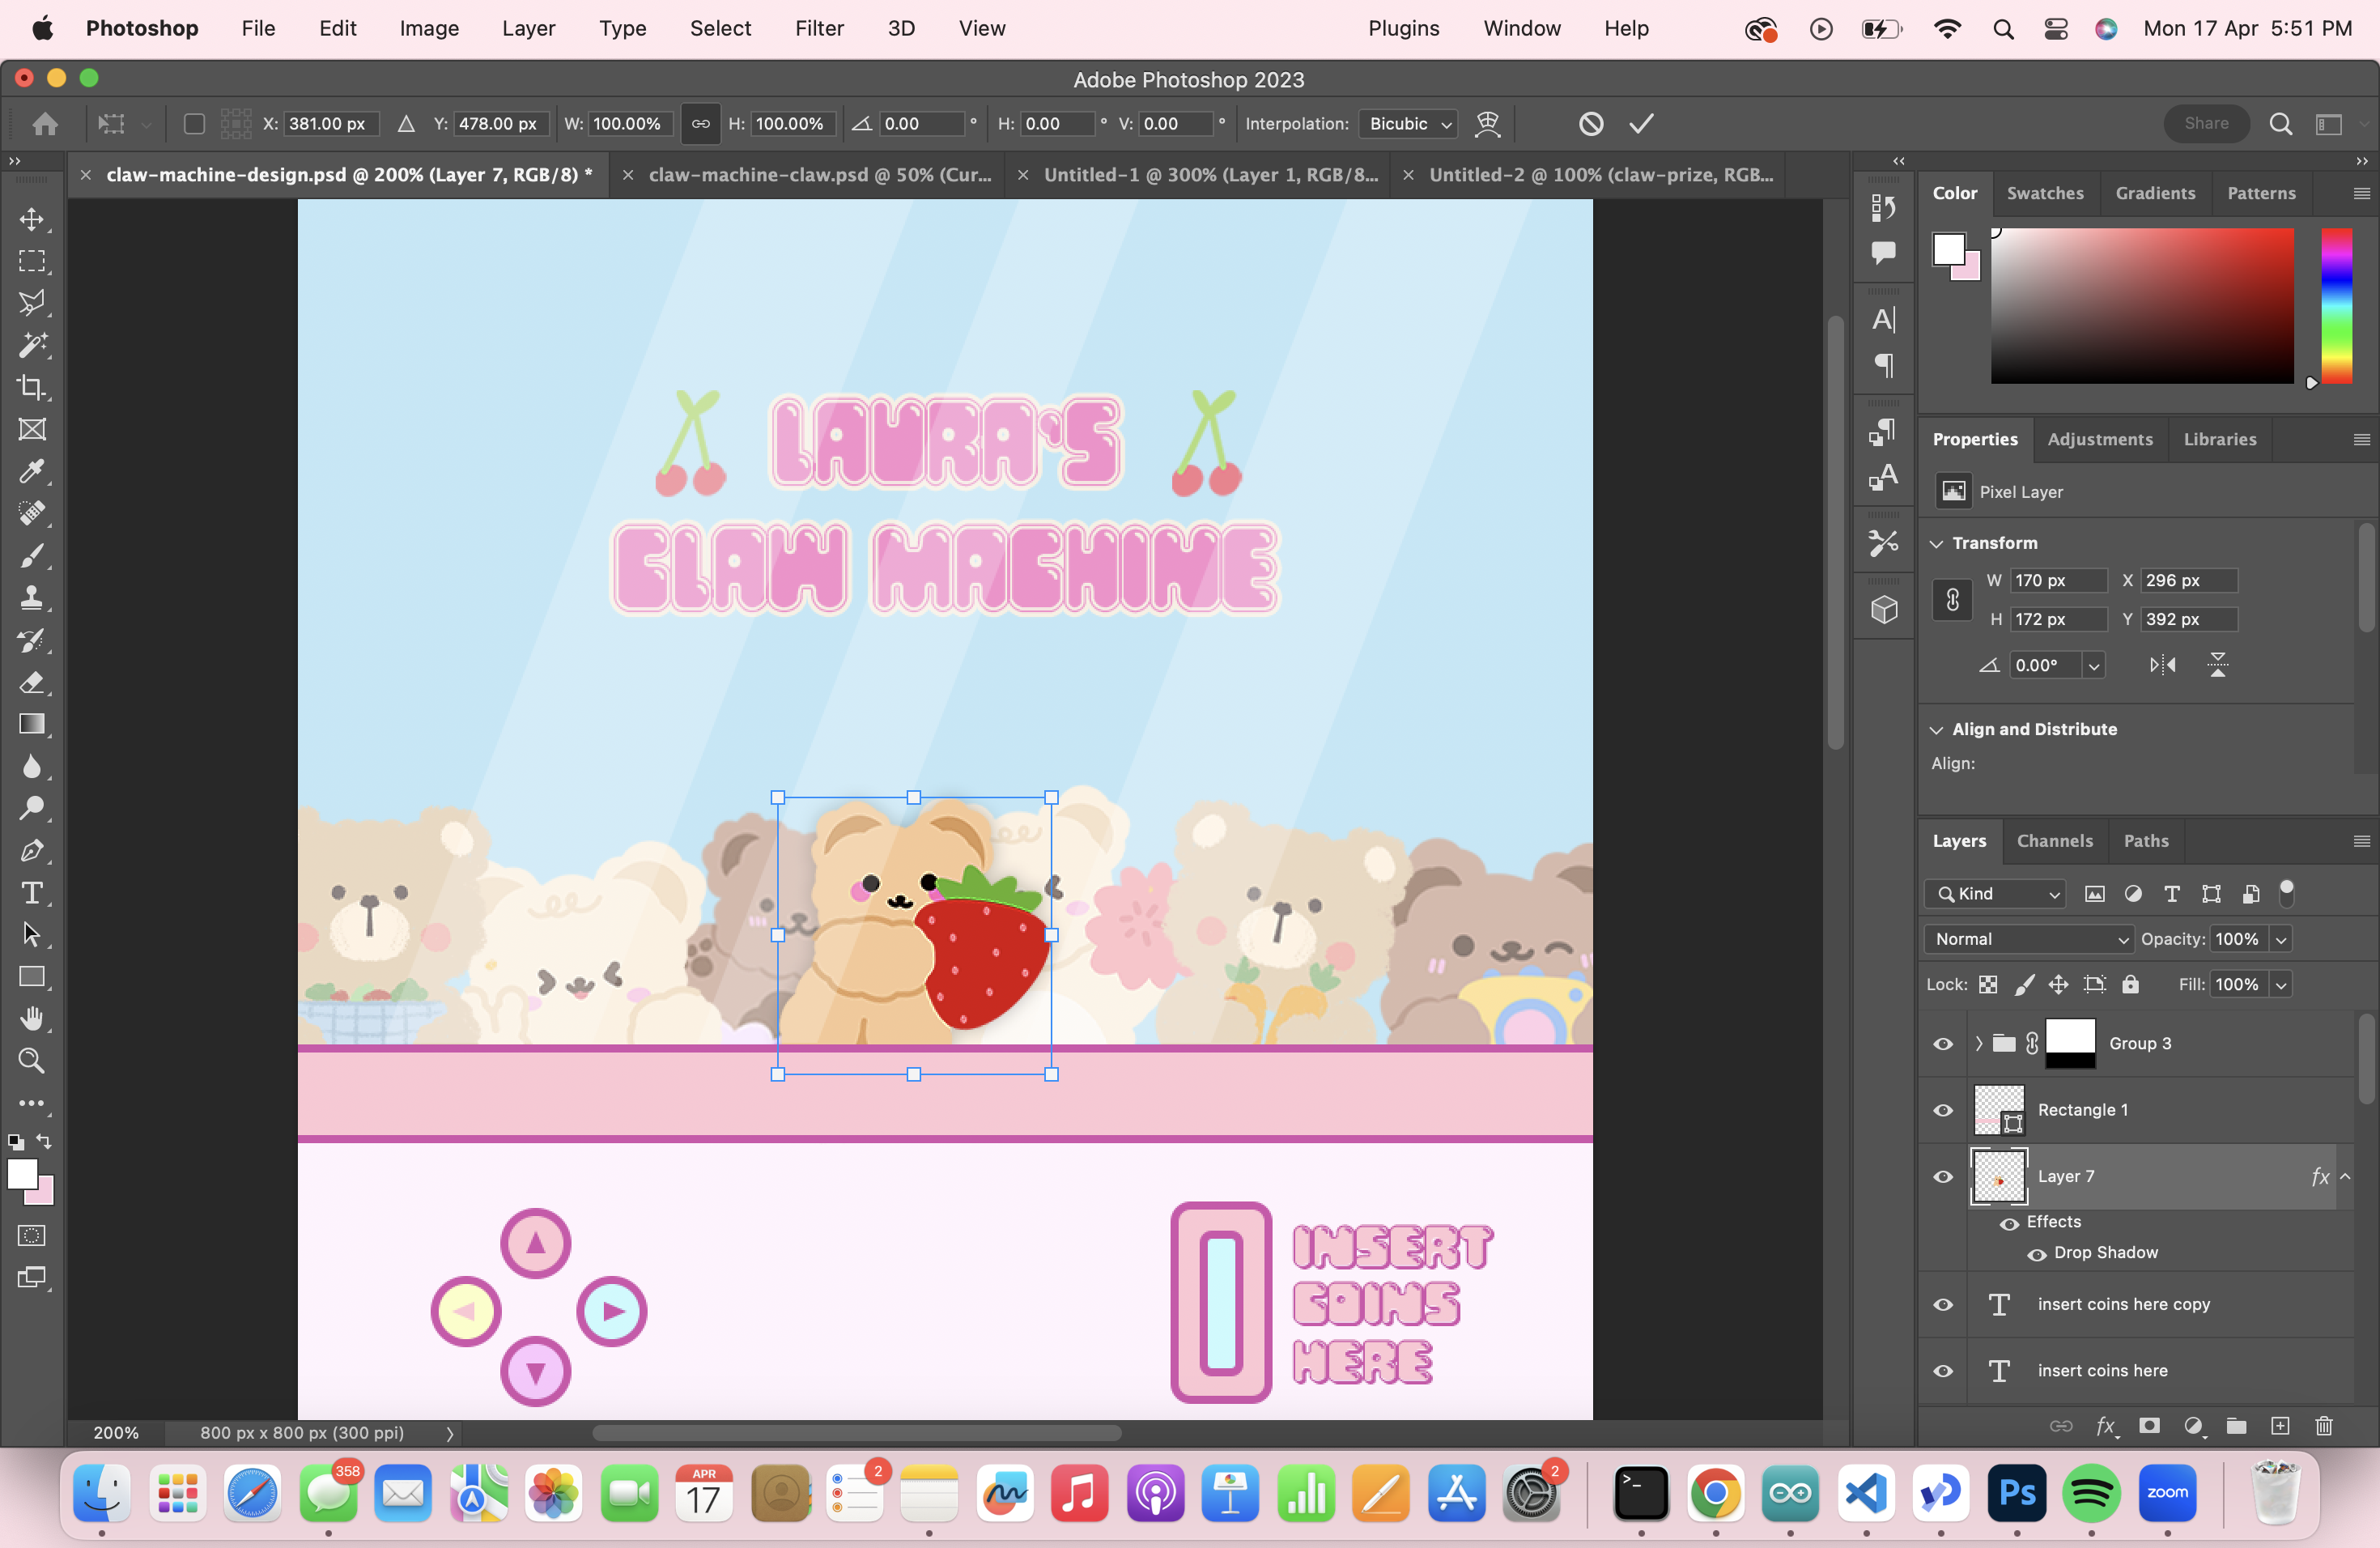 Photoshop File Edit Image Layer Type Select Filter 3D View Plugins Window Help Mon 17 Apr 5:51 PM
Adobe Photoshop 2023
X: 381.00 px Y: 478.00 px W: 100.00% H: 100.00% 0.00 ° H: 0.00 ° V: 0.00 ° Interpolation: Bicubic Share
claw-machine-design.psd @ 200% (Layer 7, RGB/8) * claw-machine-claw.psd @ 50% (Cur... Untitled-1 @ 300% (Layer 1, RGB/8... Untitled-2 @ 100% (claw-prize, RGB...
Color Swatches Gradients Patterns
LAURA'S
CLAW MACHINE
Properties Adjustments Libraries
Pixel Layer
Transform
W 170 px X 296 px
H 172 px Y 392 px
0.00°
Align and Distribute
Align:
Layers Channels Paths
Kind
Normal Opacity: 100%
Lock: Fill: 100%
Group 3
Rectangle 1
Layer 7 fx
Effects
Drop Shadow
insert coins here copy
insert coins here
fx
INSERT
COINS
HERE
200% 800 px x 800 px (300 ppi)
358
APR
17
2
2
Ps
zoom